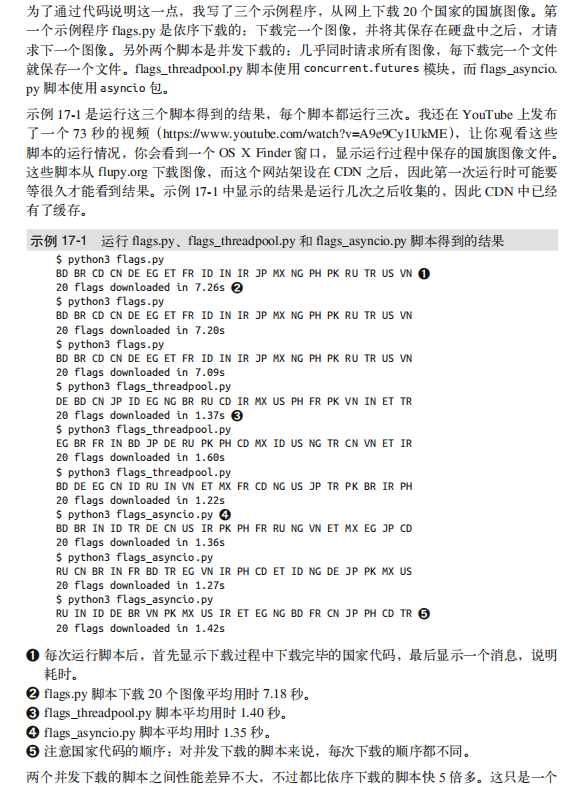 为了通过代码说明这一点，我写了三个示例程序，从网上下载 20 个国家的国旗图像。第
一个示例程序 flags.py 是依序下载的：下载完一个图像，并将其保存在硬盘中之后，才请
求下一个图像。另外两个脚本是并发下载的：几乎同时请求所有图像，每下载完一个文件
就保存一个文件。flags_threadpool.py 脚本使用 concurrent.futures 模块，而 flags_asyncio.
py 脚本使用 asyncio 包。
示例 17-1 是运行这三个脚本得到的结果，每个脚本都运行三次。我还在 YouTube 上发布
了一个 73 秒的视频（https://www.youtube.com/watch?v=A9e9Cy1UkME），让你观看这些
脚本的运行情况，你会看到一个 OS X Finder 窗口，显示运行过程中保存的国旗图像文件。
这些脚本从 flupy.org 下载图像，而这个网站架设在 CDN 之后，因此第一次运行时可能要
等很久才能看到结果。示例 17-1 中显示的结果是运行几次之后收集的，因此 CDN 中已经
有了缓存。
示例 17-1 运行 flags.py、flags_threadpool.py 和 flags_asyncio.py 脚本得到的结果
$ python3 flags.py
BD BR CD CN DE EG ET FR ID IN IR JP MX NG PH PK RU TR US VN ❶
20 flags downloaded in 7.26s ❷
$ python3 flags.py
BD BR CD CN DE EG ET FR ID IN IR JP MX NG PH PK RU TR US VN
20 flags downloaded in 7.20s
$ python3 flags.py
BD BR CD CN DE EG ET FR ID IN IR JP MX NG PH PK RU TR US VN
20 flags downloaded in 7.09s
$ python3 flags_threadpool.py
DE BD CN JP ID EG NG BR RU CD IR MX US PH FR PK VN IN ET TR
20 flags downloaded in 1.37s ❸
$ python3 flags_threadpool.py
EG BR FR IN BD JP DE RU PK PH CD MX ID US NG TR CN VN ET IR
20 flags downloaded in 1.60s
$ python3 flags_threadpool.py
BD DE EG CN ID RU IN VN ET MX FR CD NG US JP TR PK BR IR PH
20 flags downloaded in 1.22s
$ python3 flags_asyncio.py ❹
BD BR IN ID TR DE CN US IR PK PH FR RU NG VN ET MX EG JP CD
20 flags downloaded in 1.36s
$ python3 flags_asyncio.py
RU CN BR IN FR BD TR EG VN IR PH CD ET ID NG DE JP PK MX US
20 flags downloaded in 1.27s
$ python3 flags_asyncio.py
RU IN ID DE BR VN PK MX US IR ET EG NG BD FR CN JP PH CD TR ❺
20 flags downloaded in 1.42s
❶ 每次运行脚本后，首先显示下载过程中下载完毕的国家代码，最后显示一个消息，说明
耗时。
❷ flags.py 脚本下载 20 个图像平均用时 7.18 秒。
❸ flags_threadpool.py 脚本平均用时 1.40 秒。
❹ flags_asyncio.py 脚本平均用时 1.35 秒。
❺ 注意国家代码的顺序：对并发下载的脚本来说，每次下载的顺序都不同。
两个并发下载的脚本之间性能差异不大，不过都比依序下载的脚本快 5 倍多。这只是一个